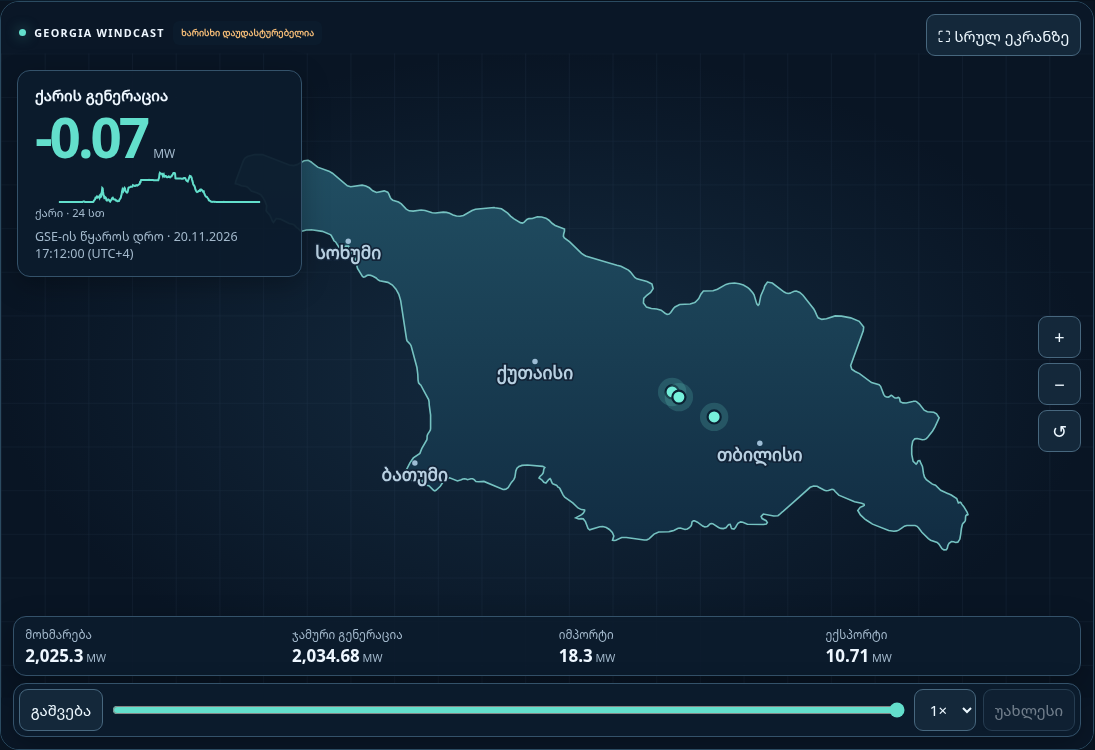 GEORGIA WINDCAST
ხარისხი დაუდასტურებელია
სრულ ეკრანზე
ქარის გენერაცია
-0.07 MW
ქარი · 24 სთ
GSE-ის წყაროს დრო · 20.11.2026
17:12:00 (UTC+4)
სოხუმი
ქუთაისი
თბილისი
ბათუმი
+
−
↺
მოხმარება
2,025.3 MW
ჯამური გენერაცია
2,034.68 MW
იმპორტი
18.3 MW
ექსპორტი
10.71 MW
გაშვება
1×
უახლესი